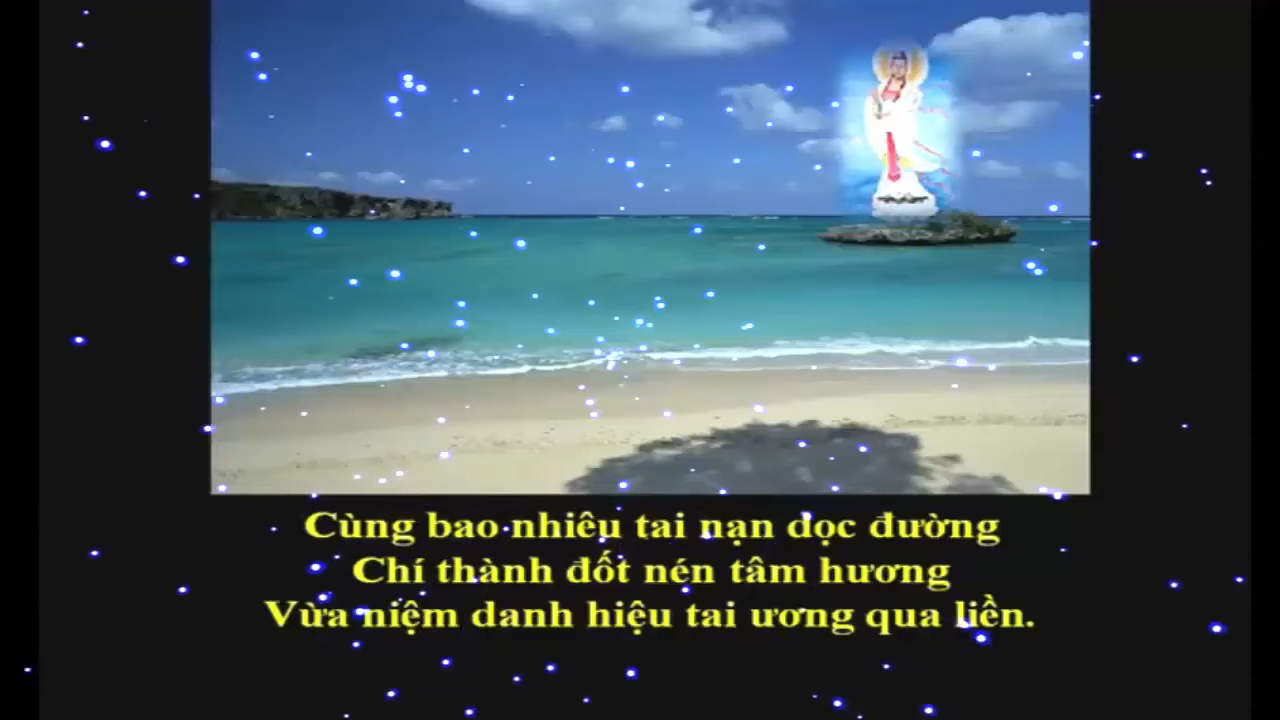 Cùng bao nhiêu tai nạn dọc đường
Chí thành đốt nén tâm hương
Vừa niệm danh hiệu tai ương qua liền.